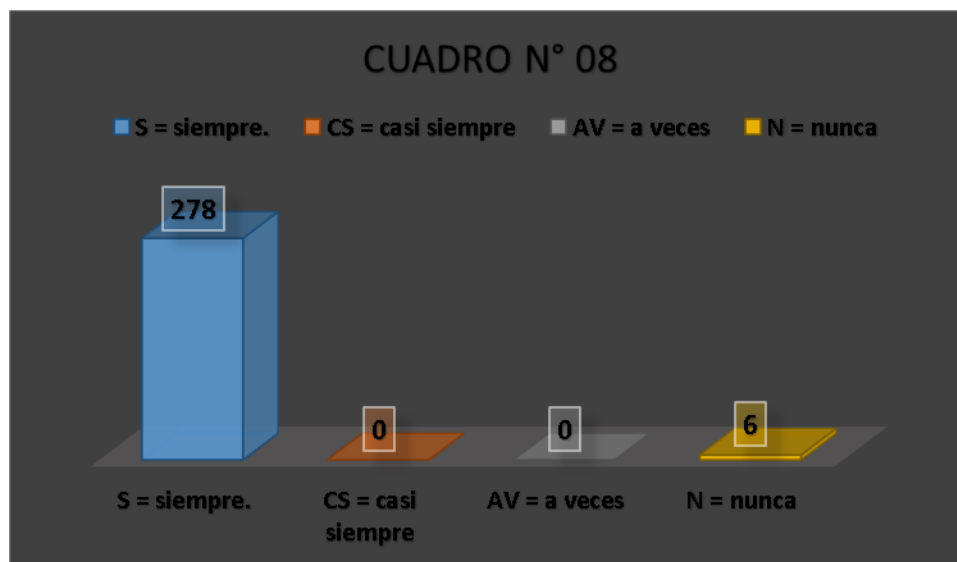 CUADRO N° 08
S = siempre. CS = casi siempre AV = a veces N = nunca
278
0
0
6
S = siempre. CS = casi AV = a veces N = nunca
siempre